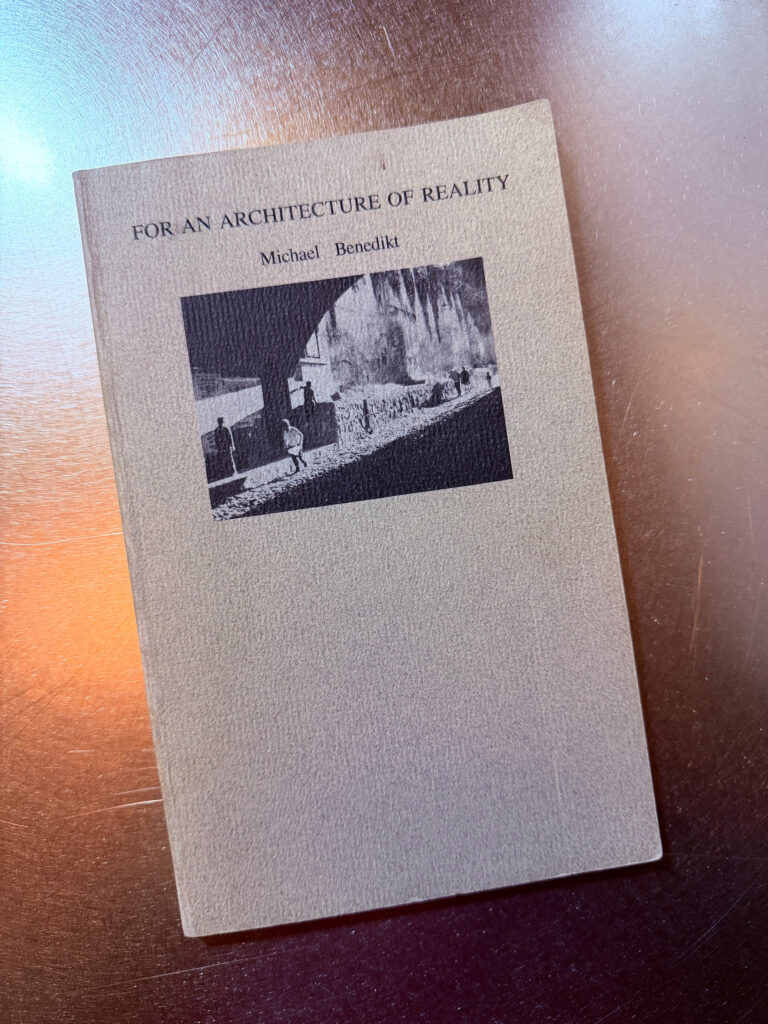 FOR AN ARCHITECTURE OF REALITY
Michael Benedikt